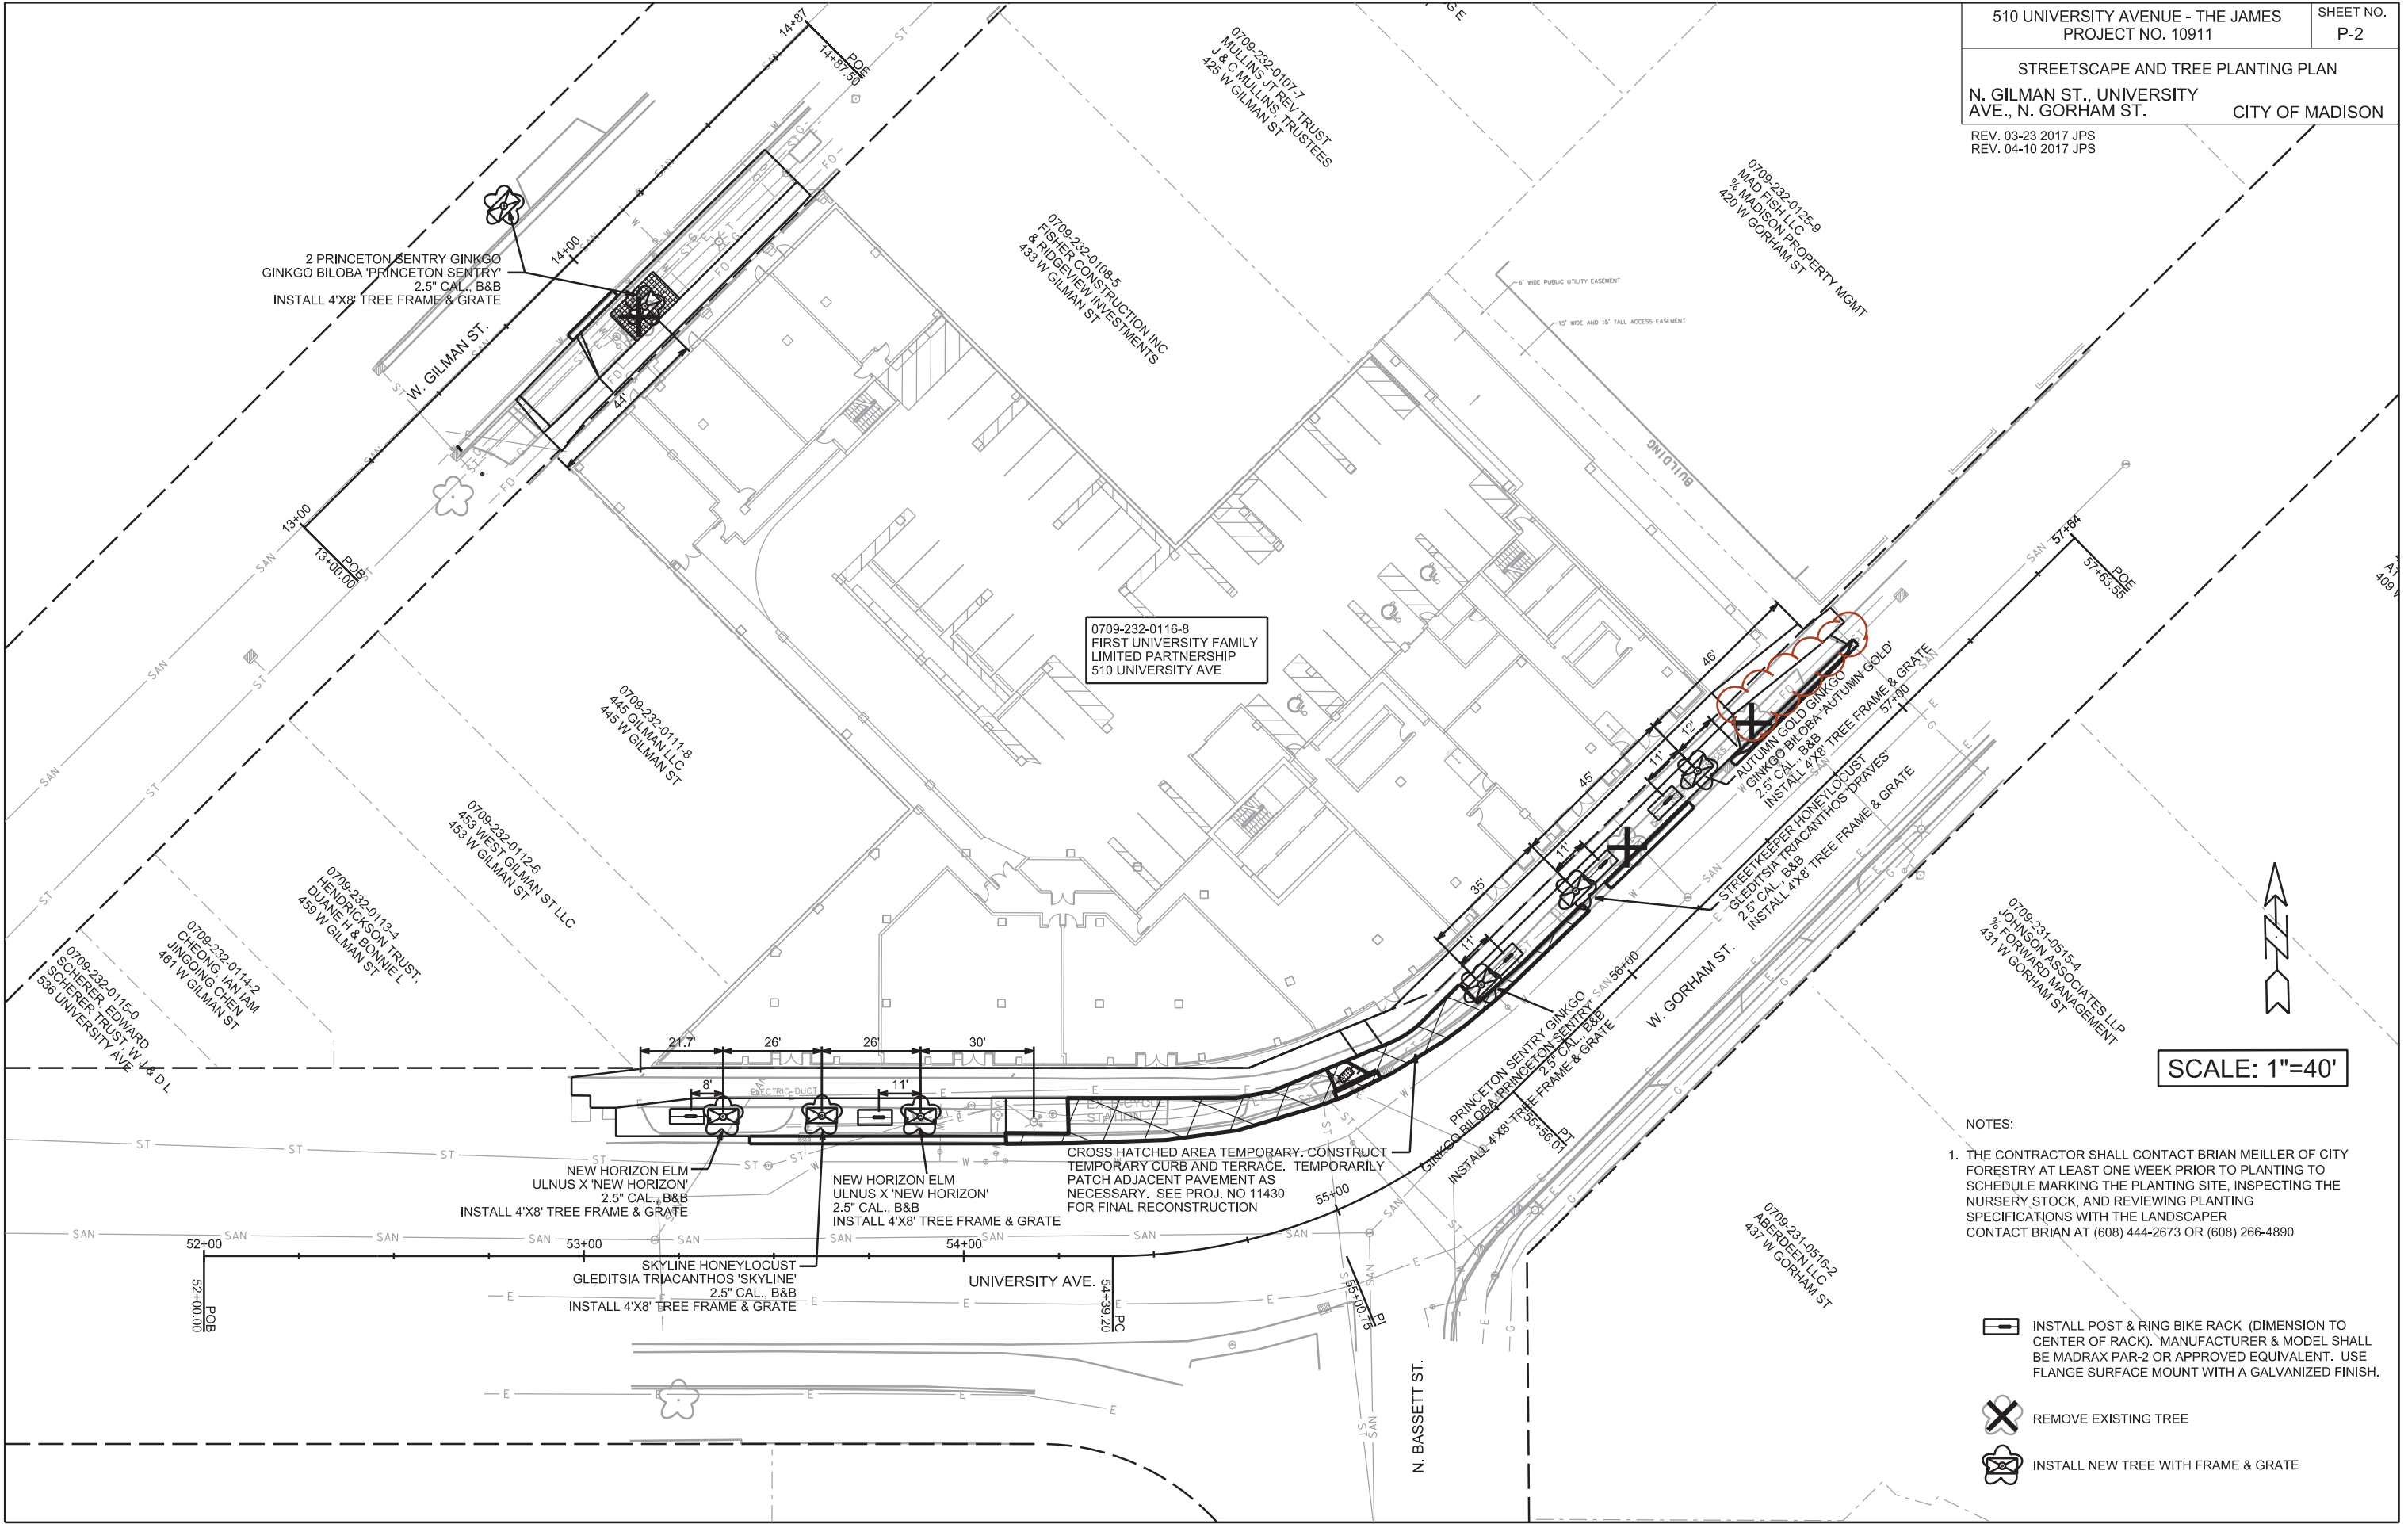 510 UNIVERSITY AVENUE - THE JAMES
PROJECT NO. 10911
SHEET NO.
P-2
STREETSCAPE AND TREE PLANTING PLAN
N. GILMAN ST., UNIVERSITY
AVE., N. GORHAM ST.
CITY OF MADISON
REV. 03-23 2017 JPS
REV. 04-10 2017 JPS
14+87
POE
14+87.50
0709-232-0107-7
MULLINS, JT REV TRUST
J & C MULLINS, TRUSTEES
425 W GILMAN ST
0709-232-0125-9
MAD FISH LLC
% MADISON PROPERTY MGMT
420 W GORHAM ST
0709-232-0108-5
FISHER CONSTRUCTION INC
& RIDGEVIEW INVESTMENTS
433 W GILMAN ST
2 PRINCETON SENTRY GINKGO
GINKGO BILOBA 'PRINCETON SENTRY'
2.5" CAL., B&B
INSTALL 4'X8' TREE FRAME & GRATE
14+00
W. GILMAN ST.
44'
6' WIDE PUBLIC UTILITY EASEMENT
15' WIDE AND 15' TALL ACCESS EASEMENT
BUILDING
13+00
POB
13+00.00
57+64
POE
57+63.55
0709-232-0116-8
FIRST UNIVERSITY FAMILY
LIMITED PARTNERSHIP
510 UNIVERSITY AVE
46'
12'
11'
45'
11'
35'
11'
AUTUMN GOLD GINKGO
GINKGO BILOBA 'AUTUMN GOLD'
2.5" CAL., B&B
INSTALL 4'X8' TREE FRAME & GRATE
57+00
STREETKEEPER HONEYLOCUST
GLEDITSIA TRIACANTHOS 'DRAVES'
2.5" CAL., B&B
INSTALL 4'X8' TREE FRAME & GRATE
0709-232-0111-8
445 GILMAN LLC
445 W GILMAN ST
0709-232-0112-6
453 WEST GILMAN ST LLC
453 W GILMAN ST
0709-232-0113-4
HENDRICKSON TRUST,
DUANE H & BONNIE L
459 W GILMAN ST
0709-232-0114-2
CHEONG, IAN IAM
JINGQING CHEN
461 W GILMAN ST
0709-232-0115-0
SCHERER, EDWARD
SCHERER TRUST, W J & D L
536 UNIVERSITY AVE
0709-231-0515-4
JOHNSON ASSOCIATES LLP
% FORWARD MANAGEMENT
431 W GORHAM ST
N
SCALE: 1"=40'
56+00
W. GORHAM ST.
PRINCETON SENTRY GINKGO
GINKGO BILOBA 'PRINCETON SENTRY'
2.5" CAL., B&B
INSTALL 4'X8' TREE FRAME & GRATE
PT
55+56.01
21.7'
26'
26'
30'
8'
11'
ELECTRIC-DUCT
EX. B-CYCLE
STATION
NEW HORIZON ELM
ULNUS X 'NEW HORIZON'
2.5" CAL., B&B
INSTALL 4'X8' TREE FRAME & GRATE
NEW HORIZON ELM
ULNUS X 'NEW HORIZON'
2.5" CAL., B&B
INSTALL 4'X8' TREE FRAME & GRATE
CROSS HATCHED AREA TEMPORARY. CONSTRUCT
TEMPORARY CURB AND TERRACE. TEMPORARILY
PATCH ADJACENT PAVEMENT AS
NECESSARY. SEE PROJ. NO 11430
FOR FINAL RECONSTRUCTION
55+00
SKYLINE HONEYLOCUST
GLEDITSIA TRIACANTHOS 'SKYLINE'
2.5" CAL., B&B
INSTALL 4'X8' TREE FRAME & GRATE
52+00
53+00
54+00
52+00.00
POB
UNIVERSITY AVE.
54+39.20
PC
PI
55+00.75
N. BASSETT ST.
0709-231-0516-2
ABERDEEN LLC
437 W GORHAM ST
NOTES:
1. THE CONTRACTOR SHALL CONTACT BRIAN MEILLER OF CITY
FORESTRY AT LEAST ONE WEEK PRIOR TO PLANTING TO
SCHEDULE MARKING THE PLANTING SITE, INSPECTING THE
NURSERY STOCK, AND REVIEWING PLANTING
SPECIFICATIONS WITH THE LANDSCAPER
CONTACT BRIAN AT (608) 444-2673 OR (608) 266-4890
INSTALL POST & RING BIKE RACK (DIMENSION TO
CENTER OF RACK). MANUFACTURER & MODEL SHALL
BE MADRAX PAR-2 OR APPROVED EQUIVALENT. USE
FLANGE SURFACE MOUNT WITH A GALVANIZED FINISH.
REMOVE EXISTING TREE
INSTALL NEW TREE WITH FRAME & GRATE